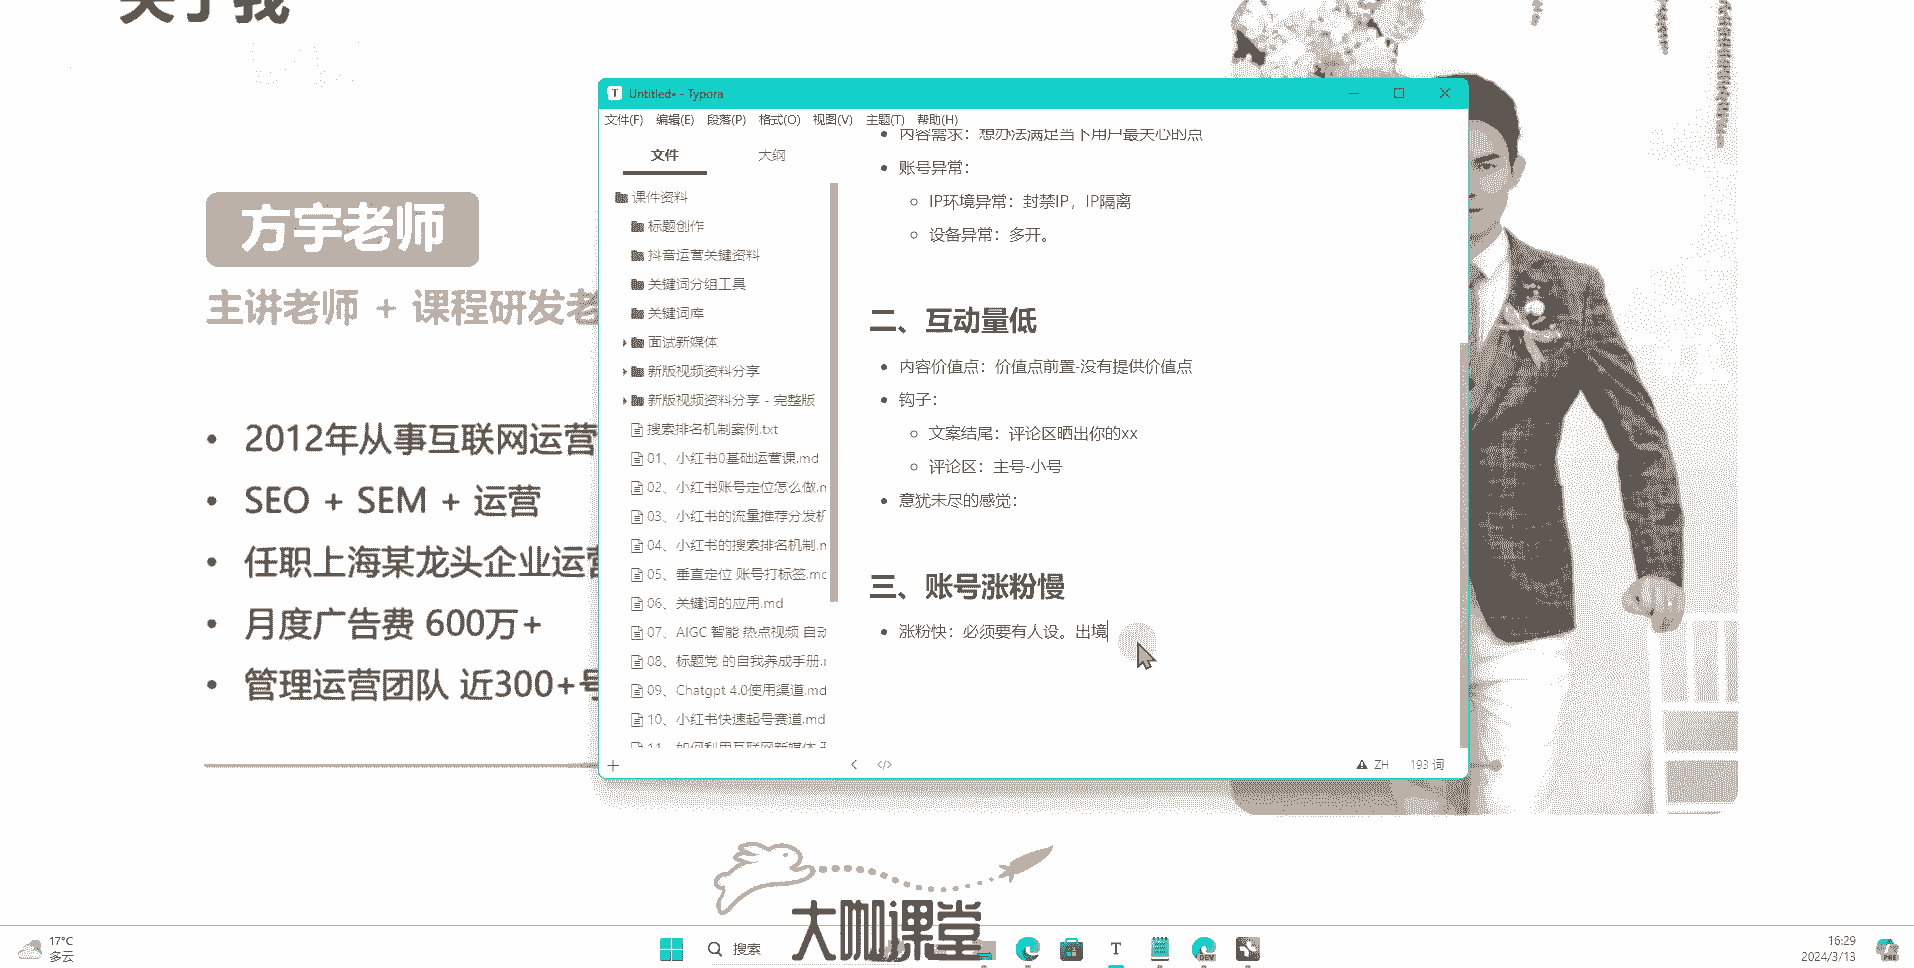 关于我
方宇老师
主讲老师 + 课程研发老
2012年从事互联网运营
SEO + SEM + 运营
任职上海某龙头企业运营
月度广告费 600万+
管理运营团队 近300+号
Untitled• - Typora
文件(F) 编辑(E) 段落(P) 格式(O) 视图(V) 主题(T) 帮助(H)
文件 大纲
课件资料
标题创作
抖音运营关键资料
关键词分组工具
关键词库
面试新媒体
新版视频资料分享
新版视频资料分享 - 完整版
搜索排名机制案例.txt
01、小红书0基础运营课.md
02、小红书账号定位怎么做.m
03、小红书的流量推荐分发机
04、小红书的搜索排名机制.m
05、垂直定位 账号打标签.md
06、关键词的应用.md
07、AIGC 智能 热点视频 自动
08、标题党 的自我养成手册.m
09、Chatgpt 4.0使用渠道.md
10、小红书快速起号赛道.md
11、如何利用互联网新媒体
内容需求：想办法满足当下用户最关心的点
账号异常：
IP环境异常：封禁IP，IP隔离
设备异常：多开。
二、互动量低
内容价值点：价值点前置-没有提供价值点
钩子：
文案结尾：评论区晒出你的xx
评论区：主号-小号
意犹未尽的感觉：
三、账号涨粉慢
涨粉快：必须要有人设。出境
ZH 193 词
大咖课堂
17°C
多云
搜索
T
DEV
16:29
2024/3/13
PRE